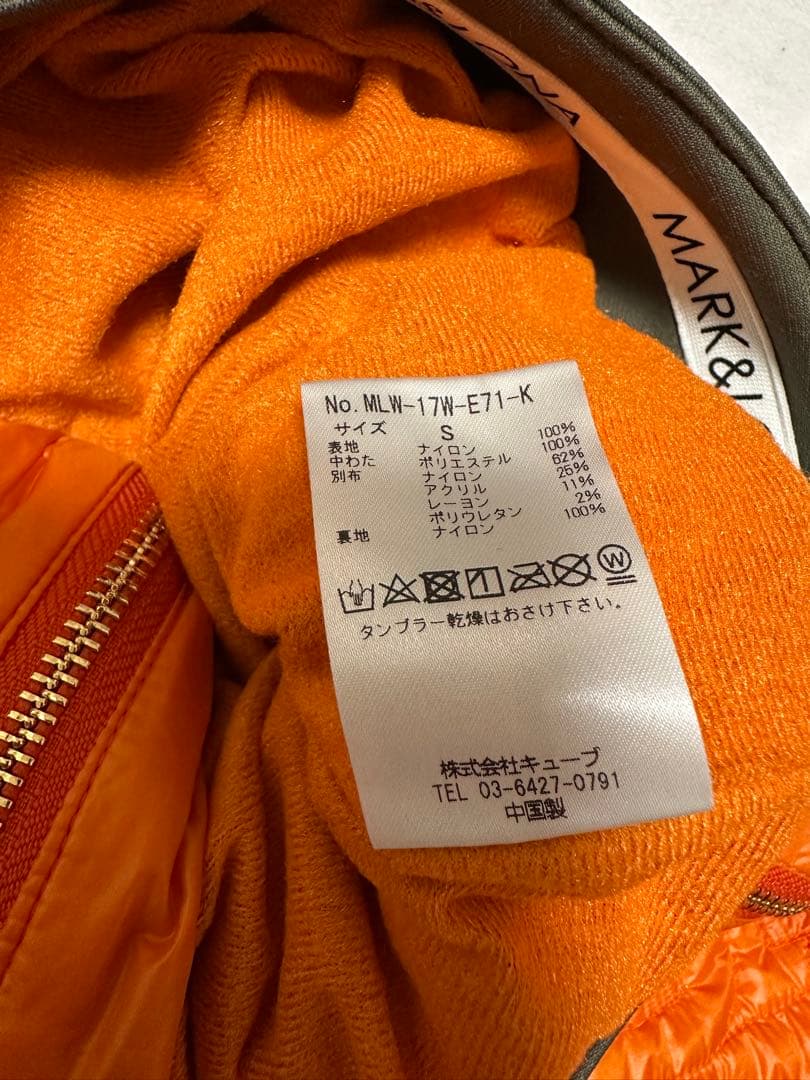 & LONA
MARK&L
No. MLW-17W-E71-K
サイズ S
表地 ナイロン 100%
中わた ポリエステル 100%
別布 ナイロン 62%
アクリル 25%
レーヨン 11%
ポリウレタン 2%
裏地 ナイロン 100%
W
タンブラー乾燥はおさけ下さい。
株式会社キューブ
TEL 03-6427-0791
中国製